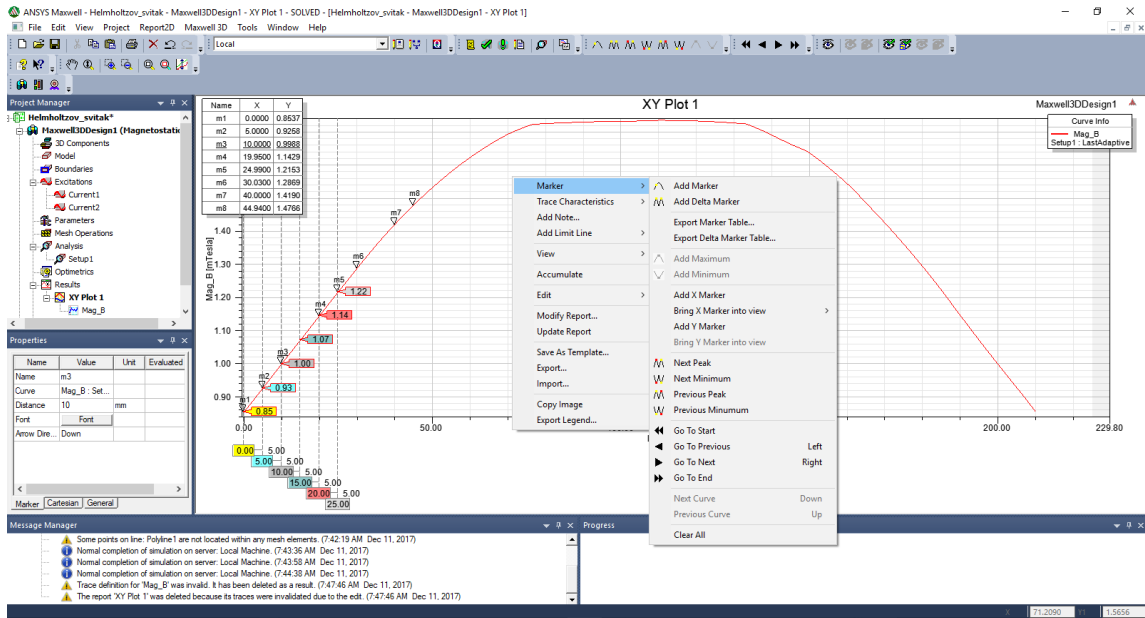 ANSYS Maxwell - Helmholtzov_svitak - Maxwell3DDesign1 - XY Plot 1 - SOLVED - [Helmholtzov_svitak - Maxwell3DDesign1 - XY Plot 1]
File Edit View Project Report2D Maxwell 3D Tools Window Help
Local
Project Manager
Helmholtzov_svitak*
Maxwell3DDesign1 (Magnetostatic
3D Components
Model
Boundaries
Excitations
Current1
Current2
Parameters
Mesh Operations
Analysis
Setup1
Optimetrics
Results
XY Plot 1
Mag_B
Properties
Name Value Unit Evaluated
Name m3
Curve Mag_B : Set...
Distance 10 mm
Font Font
Arrow Dire... Down
Marker Cartesian General
XY Plot 1
Maxwell3DDesign1
Curve Info
Mag_B
Setup1 : LastAdaptive
Name X Y
m1 0.0000 0.8537
m2 5.0000 0.9258
m3 10.0000 0.9988
m4 19.9500 1.1429
m5 24.9900 1.2153
m6 30.0300 1.2869
m7 40.0000 1.4190
m8 44.9400 1.4766
Mag_B [mTesla]
1.40
1.30
1.20
1.10
1.00
0.90
m8
m7
m6
m5
1.22
m4
1.14
1.07
m3
1.00
m2
0.93
m1
0.85
0.00 50.00 200.00 229.80
0.00 5.00
5.00 5.00
10.00 5.00
15.00 5.00
20.00 5.00
25.00
Marker
Trace Characteristics
Add Note...
Add Limit Line
View
Accumulate
Edit
Modify Report...
Update Report
Save As Template...
Export...
Import...
Copy Image
Export Legend...
Add Marker
Add Delta Marker
Export Marker Table...
Export Delta Marker Table...
Add Maximum
Add Minimum
Add X Marker
Bring X Marker into view
Add Y Marker
Bring Y Marker into view
Next Peak
Next Minimum
Previous Peak
Previous Minumum
Go To Start
Go To Previous Left
Go To Next Right
Go To End
Next Curve Down
Previous Curve Up
Clear All
Message Manager
Some points on line: Polyline1 are not located within any mesh elements. (7:42:19 AM Dec 11, 2017)
Normal completion of simulation on server: Local Machine. (7:43:36 AM Dec 11, 2017)
Normal completion of simulation on server: Local Machine. (7:43:58 AM Dec 11, 2017)
Normal completion of simulation on server: Local Machine. (7:44:38 AM Dec 11, 2017)
Trace definition for 'Mag_B' was invalid. It has been deleted as a result. (7:47:46 AM Dec 11, 2017)
The report 'XY Plot 1' was deleted because its traces were invalidated due to the edit. (7:47:46 AM Dec 11, 2017)
Progress
X 71.2090 Y1 1.5656